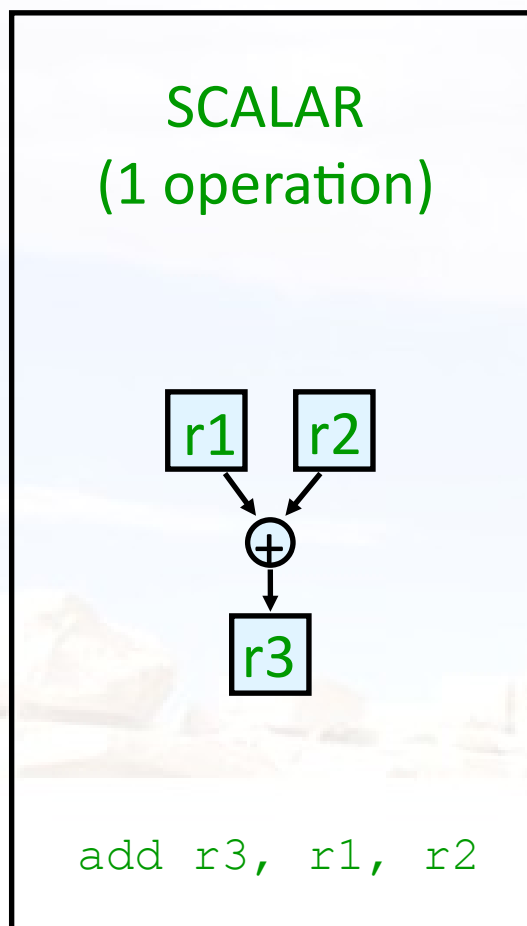 SCALAR
(1 operation)
r1 r2
+
r3
add r3, r1, r2